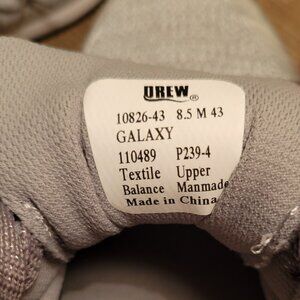 DREW ®
10826-43 8.5 M 43
GALAXY
110489 P239-4
Textile Upper
Balance Manmade
Made in China